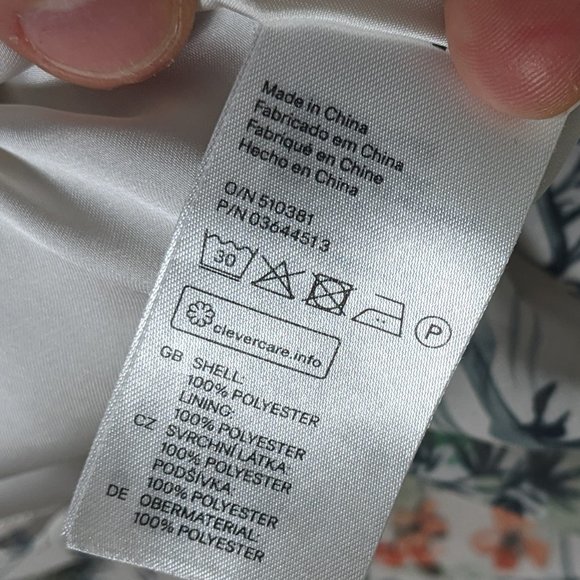 Made in China
Fabricado em China
Fabriqué en Chine
Hecho en China
O/N 510381
P/N 03644513
30 P
clevercare.info
GB SHELL:
100% POLYESTER
LINING:
100% POLYESTER
CZ SVRCHNÍ LÁTKA:
100% POLYESTER
PODŠÍVKA:
100% POLYESTER
DE OBERMATERIAL:
100% POLYESTER